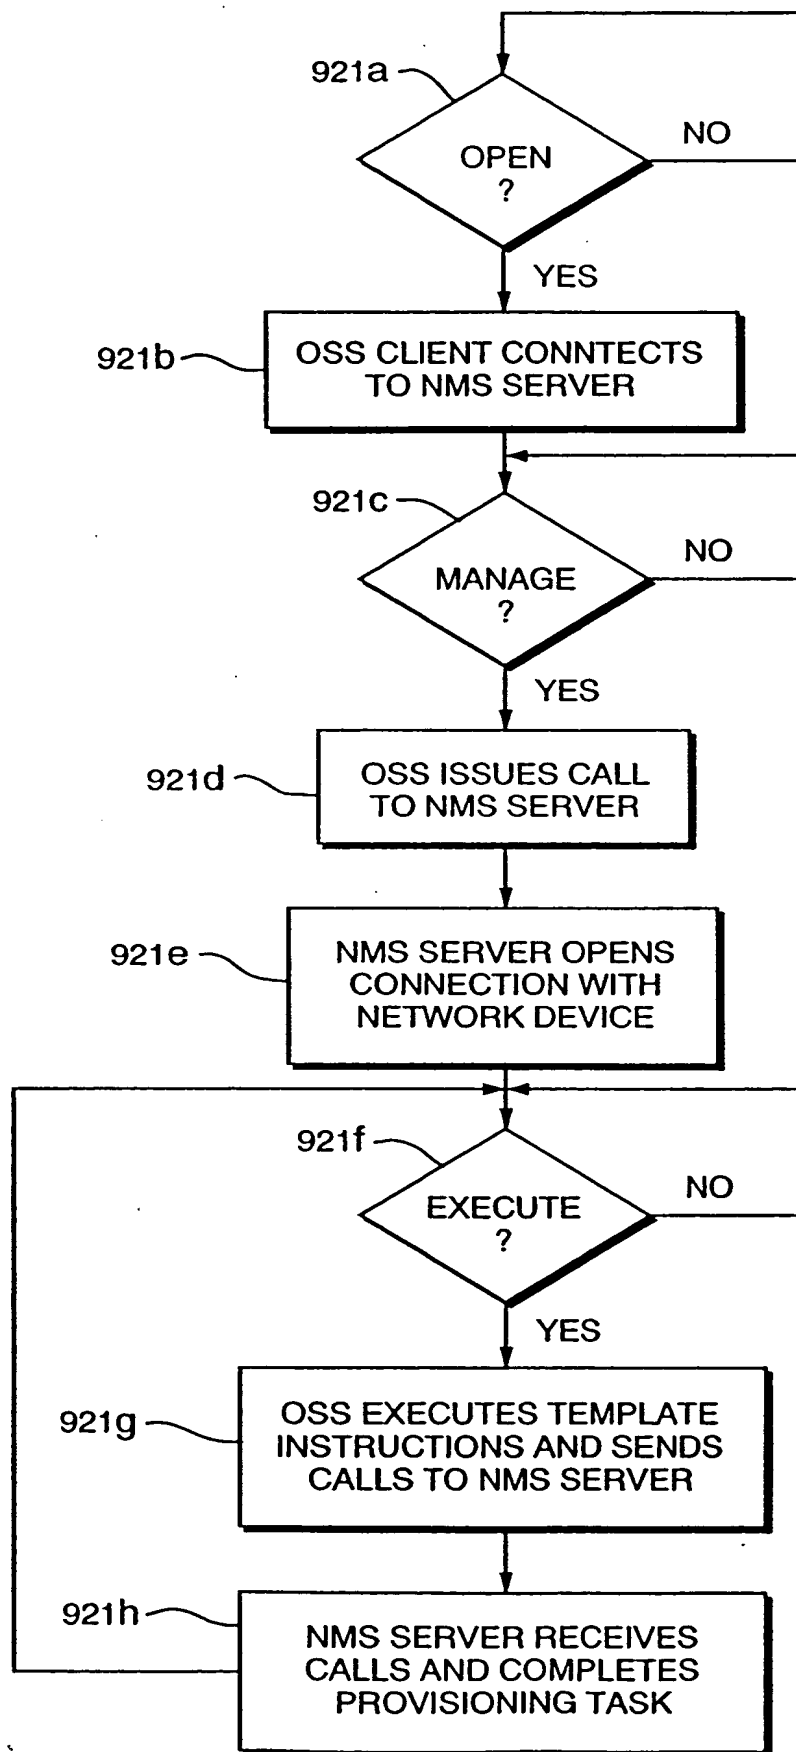 921a
OPEN
?
NO
YES
921b
OSS CLIENT CONNTECTS
TO NMS SERVER
921c
MANAGE
?
NO
YES
921d
OSS ISSUES CALL
TO NMS SERVER
921e
NMS SERVER OPENS
CONNECTION WITH
NETWORK DEVICE
921f
EXECUTE
?
NO
YES
921g
OSS EXECUTES TEMPLATE
INSTRUCTIONS AND SENDS
CALLS TO NMS SERVER
921h
NMS SERVER RECEIVES
CALLS AND COMPLETES
PROVISIONING TASK